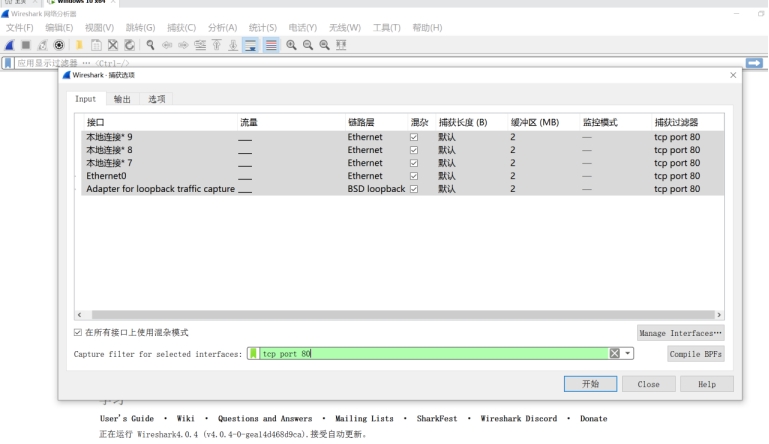 主页 Windows 10 x64
Wireshark 网络分析器
文件(F) 编辑(E) 视图(V) 跳转(G) 捕获(C) 分析(A) 统计(S) 电话(Y) 无线(W) 工具(T) 帮助(H)
应用显示过滤器 … <Ctrl-/>
Wireshark · 捕获选项
Input 输出 选项
接口 流量 链路层 混杂 捕获长度 (B) 缓冲区 (MB) 监控模式 捕获过滤器
本地连接* 9 Ethernet 默认 2 — tcp port 80
本地连接* 8 Ethernet 默认 2 — tcp port 80
本地连接* 7 Ethernet 默认 2 — tcp port 80
Ethernet0 Ethernet 默认 2 — tcp port 80
Adapter for loopback traffic capture BSD loopback 默认 2 — tcp port 80
在所有接口上使用混杂模式 Manage Interfaces…
Capture filter for selected interfaces: tcp port 80 Compile BPFs
开始 Close Help
学习
User's Guide · Wiki · Questions and Answers · Mailing Lists · SharkFest · Wireshark Discord · Donate
正在运行 Wireshark4.0.4 (v4.0.4-0-gea14d468d9ca).接受自动更新。